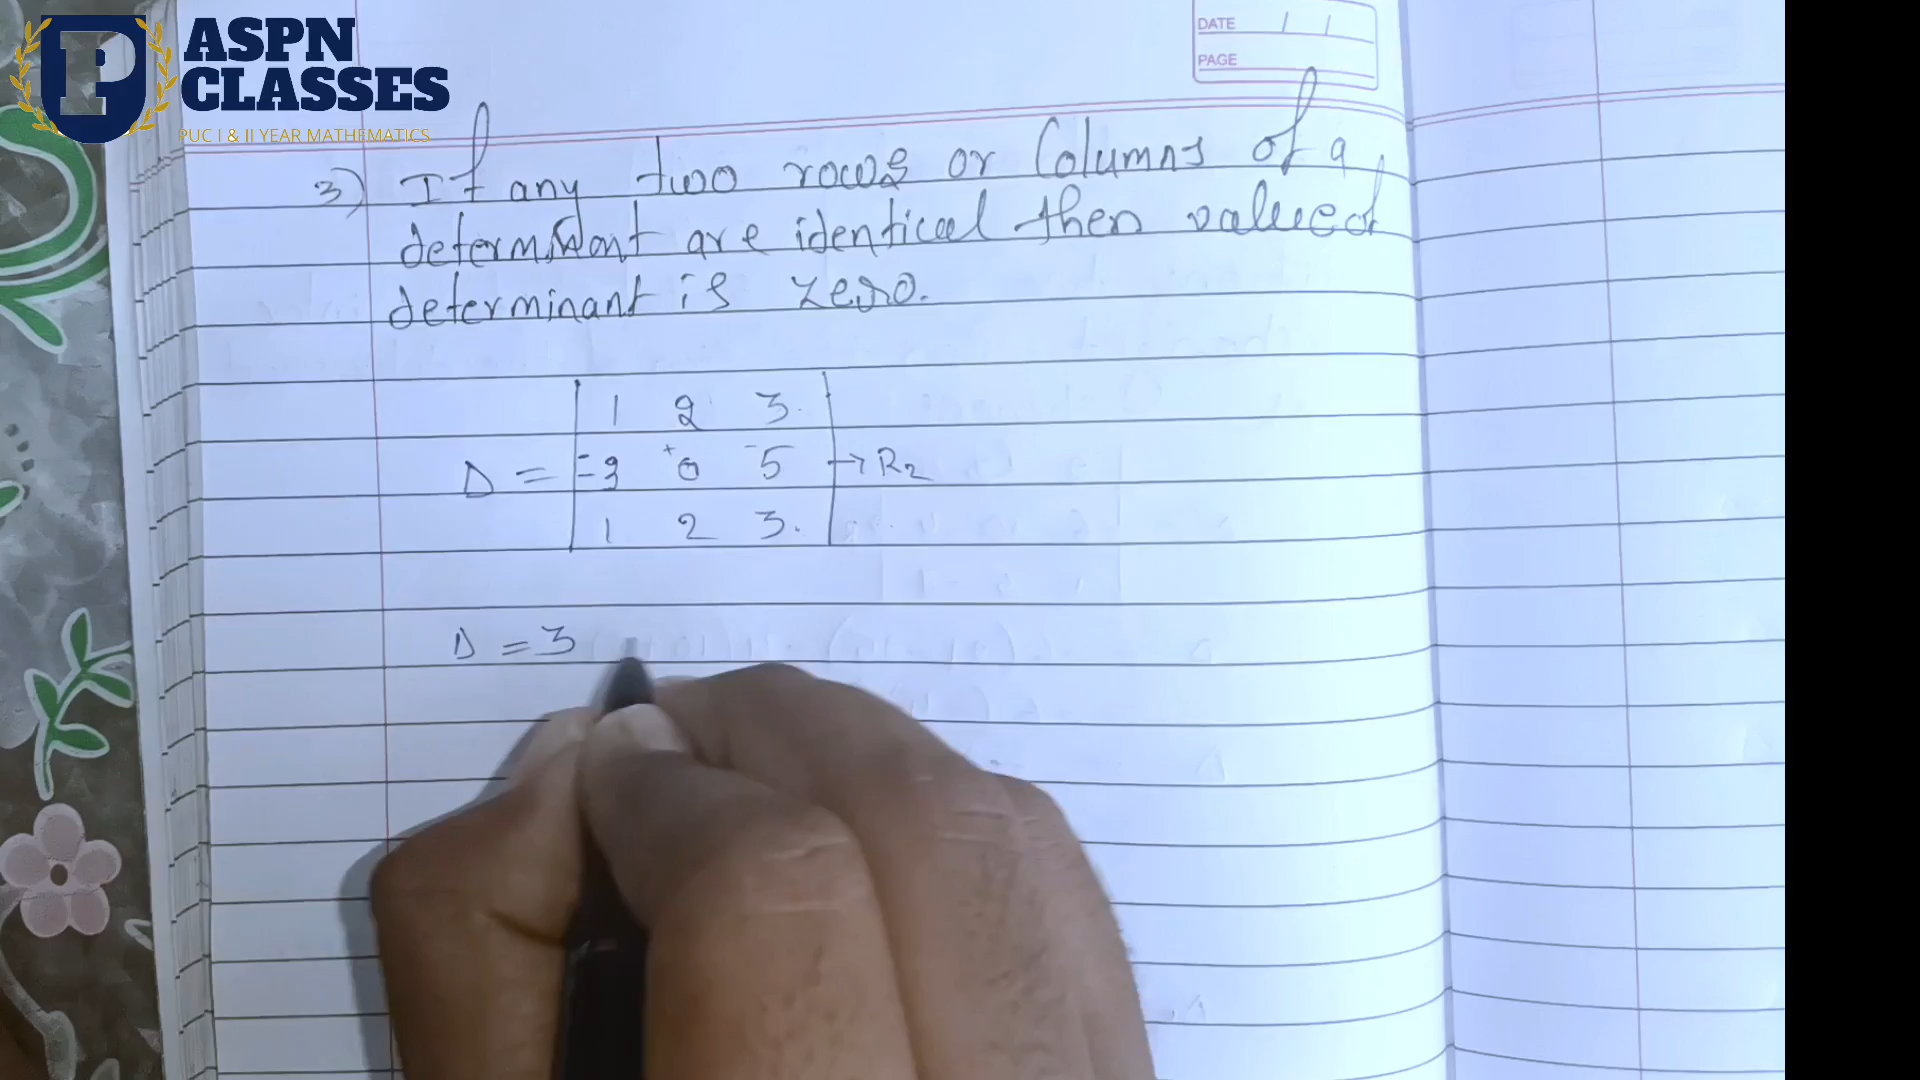 ASPN
CLASSES
PUC I & II YEAR MATHEMATICS
DATE / /
PAGE
3) If any two rows or Columns of a
determinant are identical then value of
determinant is zero.
1 2 3
Δ = -3 +0 -5 → R2
1 2 3
Δ = 3